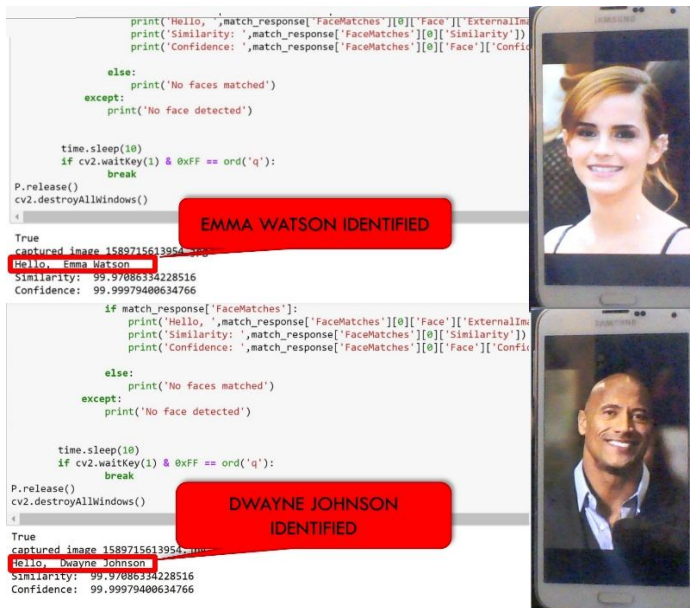 print('Hello, ',match_response['FaceMatches'][0]['Face']['ExternalIma
print('Similarity: ',match_response['FaceMatches'][0]['Similarity'])
print('Confidence: ',match_response['FaceMatches'][0]['Face']['Confid
else:
print('No faces matched')
except:
print('No face detected')
time.sleep(10)
if cv2.waitKey(1) & 0xFF == ord('q'):
break
P.release()
cv2.destroyAllWindows()
EMMA WATSON IDENTIFIED
True
captured image 1589715613954.jpg
Hello,  Emma Watson
Similarity:  99.97086334228516
Confidence:  99.99979400634766
SAMSUNG
if match_response['FaceMatches']:
print('Hello, ',match_response['FaceMatches'][0]['Face']['ExternalIma
print('Similarity: ',match_response['FaceMatches'][0]['Similarity'])
print('Confidence: ',match_response['FaceMatches'][0]['Face']['Confid
else:
print('No faces matched')
except:
print('No face detected')
time.sleep(10)
if cv2.waitKey(1) & 0xFF == ord('q'):
break
P.release()
cv2.destroyAllWindows()
DWAYNE JOHNSON
IDENTIFIED
True
captured image 1589715613954.jpg
Hello,  Dwayne Johnson
Similarity:  99.97086334228516
Confidence:  99.99979400634766
SAMSUNG